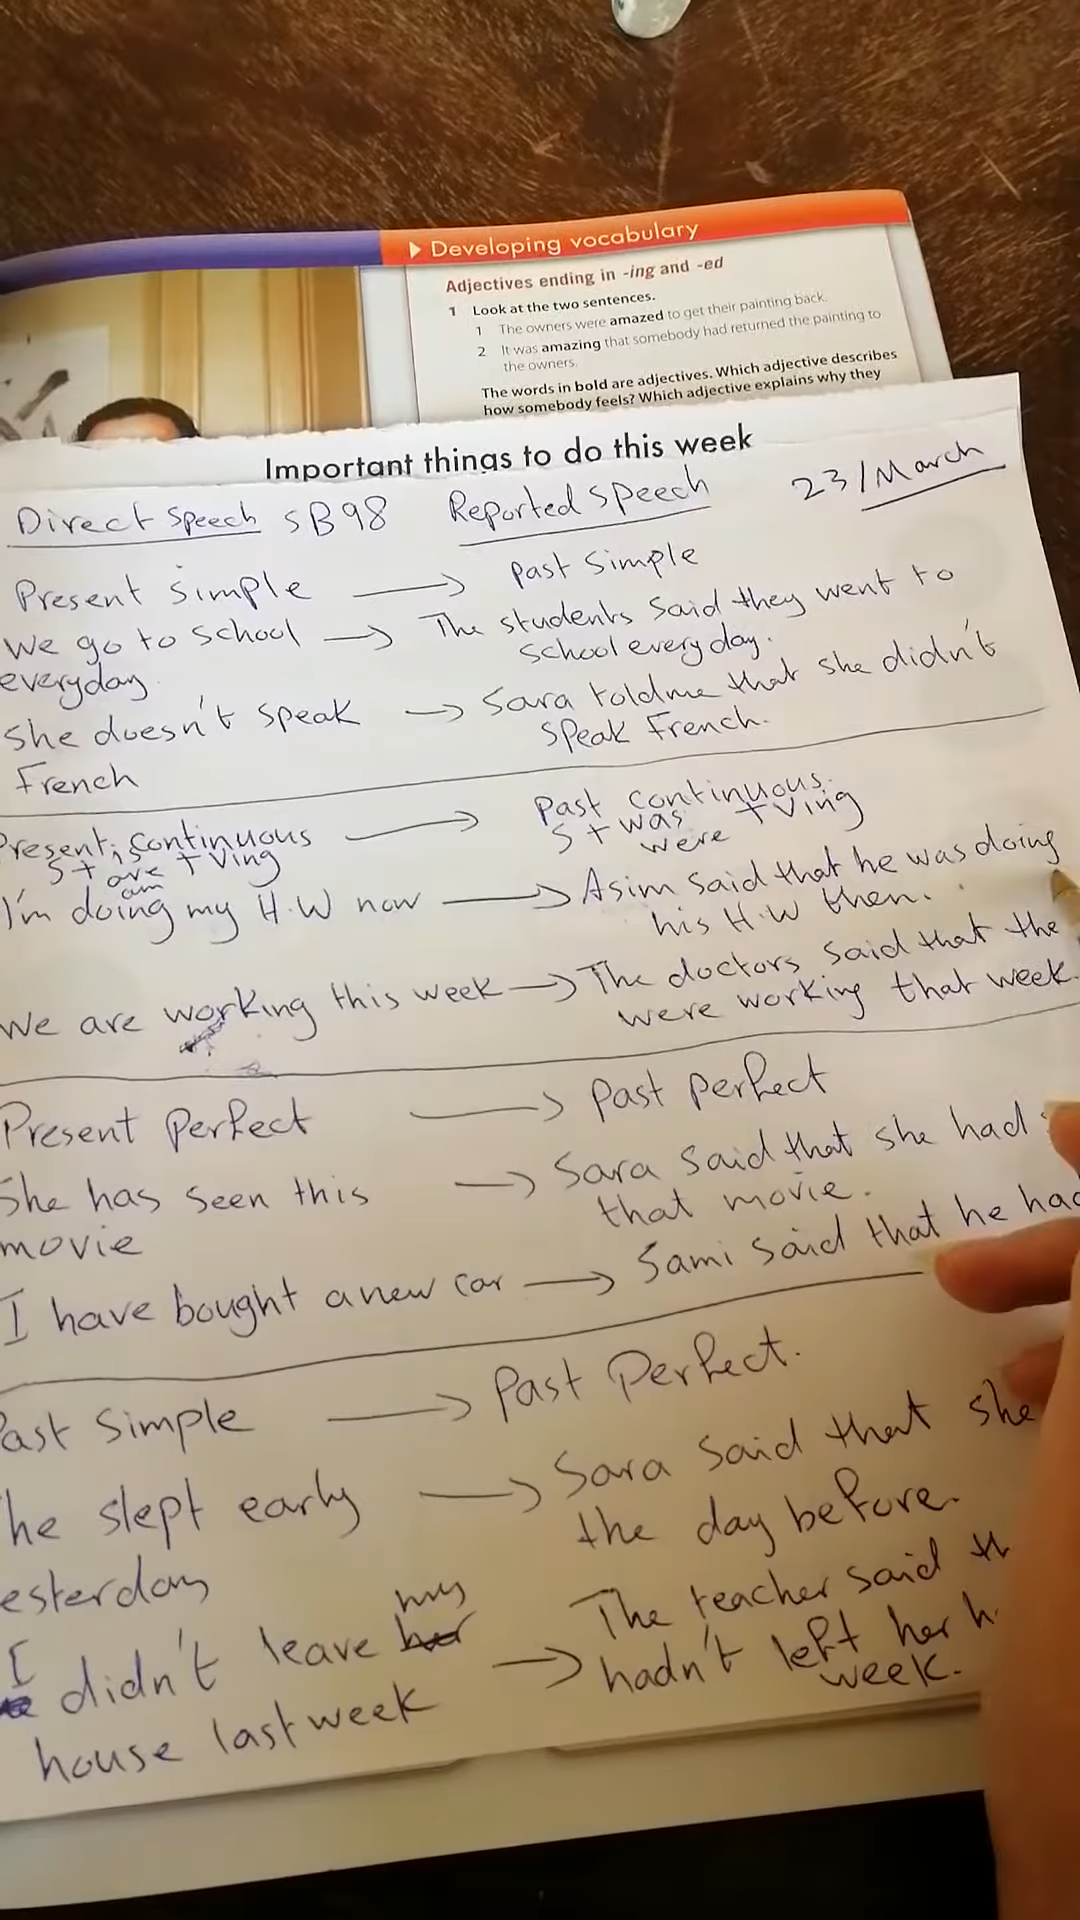 Developing vocabulary
Adjectives ending in -ing and -ed
1 Look at the two sentences.
1 The owners were amazed to get their painting back.
2 It was amazing that somebody had returned the painting to
the owners.
The words in bold are adjectives. Which adjective describes
how somebody feels? Which adjective explains why they
Important things to do this week
Direct speech SB98 Reported speech 23/March
Present simple → past simple
We go to school → The students said they went to
everyday. school everyday.
She doesn't speak → Sara told me that she didn't
French speak French.
Present continuous → Past continuous.
S + is are am + Ving S + was were + Ving
I'm doing my H.W now → Asim said that he was doing
his H.W then.
We are working this week → The doctors said that the
were working that week.
Present perfect → past perfect
She has seen this → Sara said that she had
movie that movie.
I have bought a new car → Sami said that he had
ast simple → Past Perfect.
he slept early → Sara said that she
esterday the day before.
I didn't leave my → The teacher said th
house last week hadn't left her h
week.